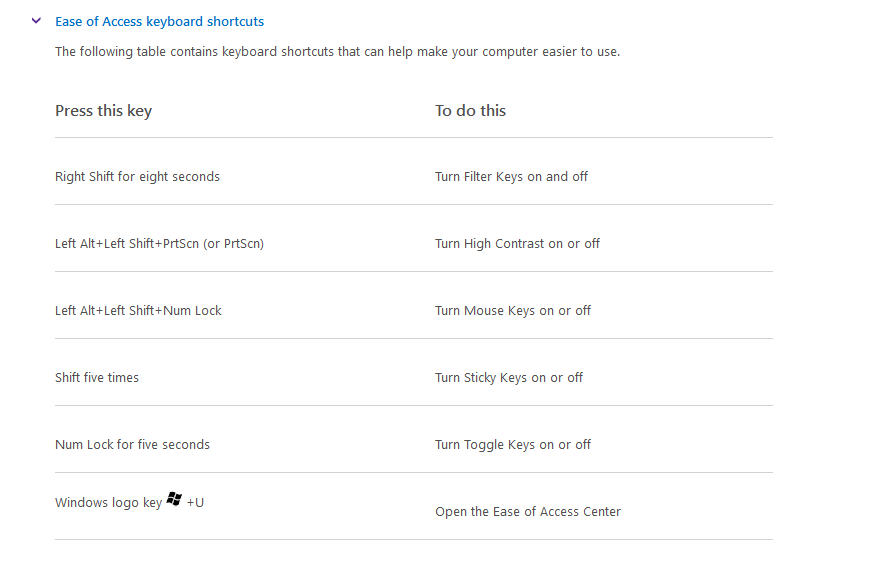 Ease of Access keyboard shortcuts
The following table contains keyboard shortcuts that can help make your computer easier to use.
Press this key To do this
Right Shift for eight seconds Turn Filter Keys on and off
Left Alt+Left Shift+PrtScn (or PrtScn) Turn High Contrast on or off
Left Alt+Left Shift+Num Lock Turn Mouse Keys on or off
Shift five times Turn Sticky Keys on or off
Num Lock for five seconds Turn Toggle Keys on or off
Windows logo key +U
Open the Ease of Access Center